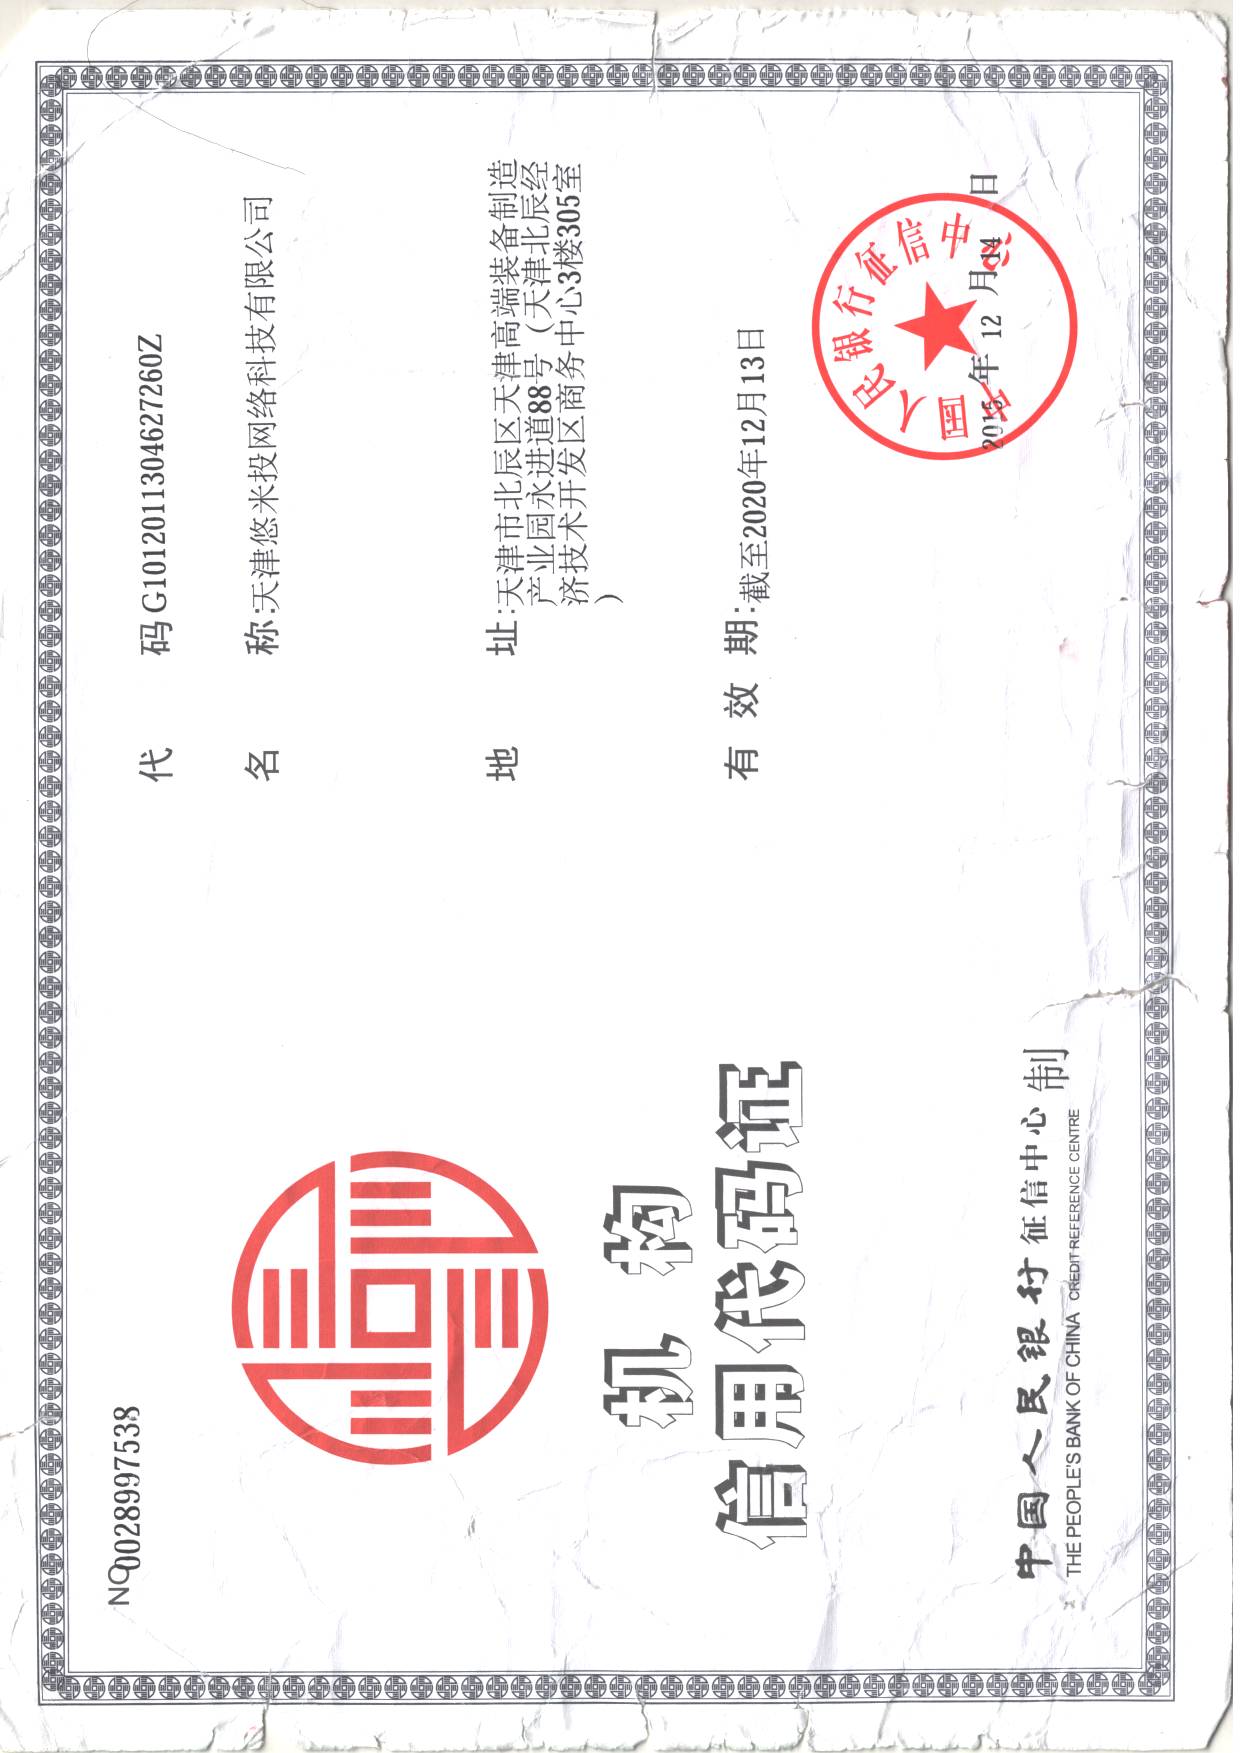 NO.0028997538
机构
信用代码证
中国人民银行征信中心 制
THE PEOPLE'S BANK OF CHINA CREDIT REFERENCE CENTRE
代 码 G1012011304627260Z
名 称:天津悠米投网络科技有限公司
地 址:天津市北辰区天津高端装备制造
产业园永进道88号（天津北辰经
济技术开发区商务中心3楼305室
）
有 效 期:截至2020年12月13日
中国人民银行征信中心
2015年 12 月14 日